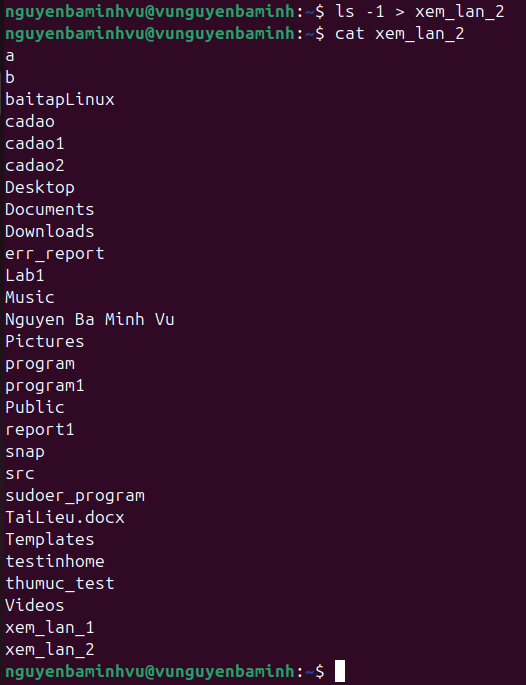 nguyenbaminhvu@vunguyenbaminh:~$ ls -1 > xem_lan_2
nguyenbaminhvu@vunguyenbaminh:~$ cat xem_lan_2
a
b
baitapLinux
cadao
cadao1
cadao2
Desktop
Documents
Downloads
err_report
Lab1
Music
Nguyen Ba Minh Vu
Pictures
program
program1
Public
report1
snap
src
sudoer_program
TaiLieu.docx
Templates
testinhome
thumuc_test
Videos
xem_lan_1
xem_lan_2
nguyenbaminhvu@vunguyenbaminh:~$